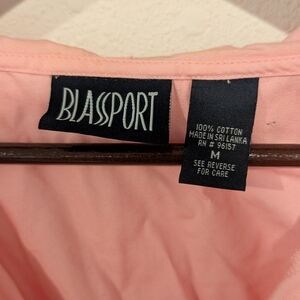 BLASSPORT
100% COTTON
MADE IN SRI LANKA
RN # 96157
M
SEE REVERSE
FOR CARE